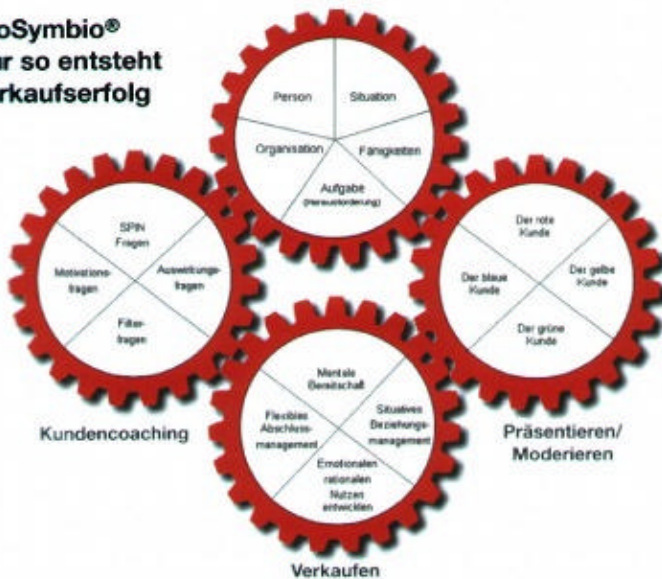 oSymbio®
ur so entsteht
rkaufserfolg
Person
Situation
Organisation
Fähigkeiten
Aufgabe
(Herausforderung)
SPIN
Fragen
Motivations-
fragen
Auswirkungs-
fragen
Filter-
fragen
Kundencoaching
Der rote
Kunde
Der blaue
Kunde
Der gelbe
Kunde
Der grüne
Kunde
Präsentieren/
Moderieren
Mentale
Bereitschaft
Flexibles
Abschluss-
management
Situatives
Beziehungs-
management
Emotionalen
rationalen
Nutzen
entwickeln
Verkaufen